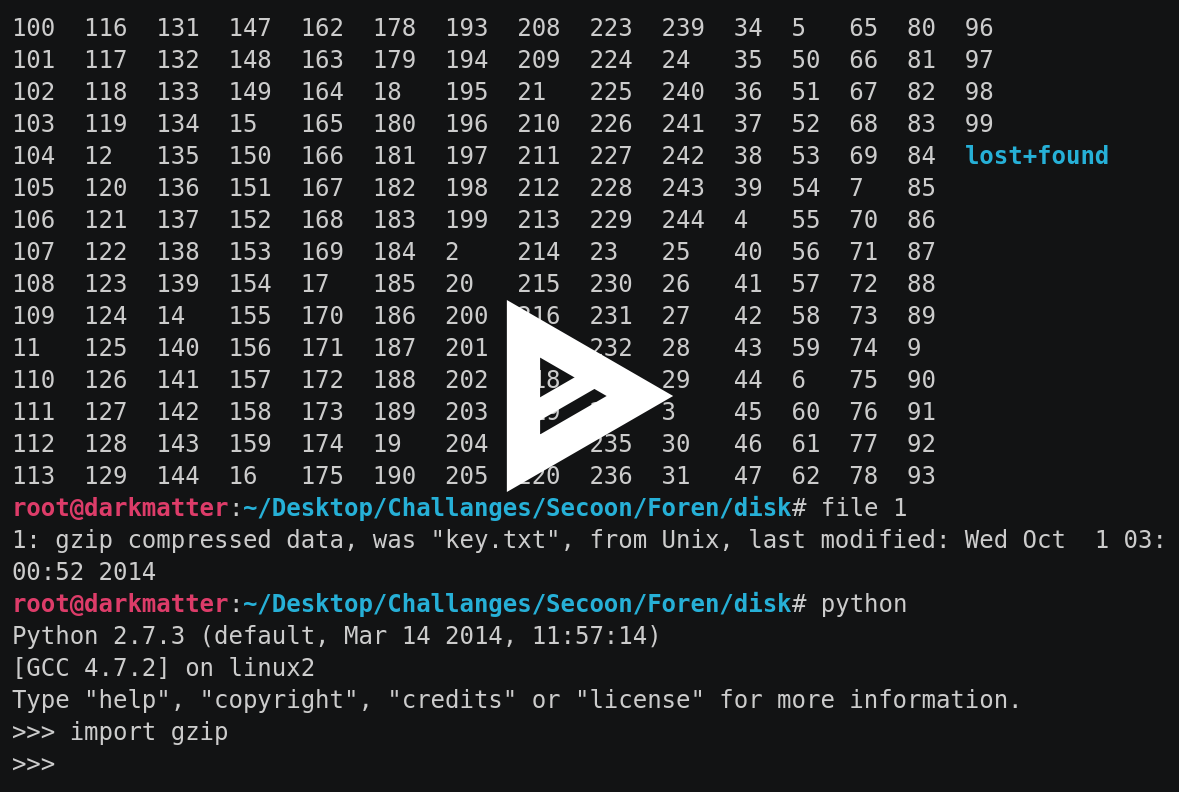 100 116 131 147 162 178 193 208 223 239 34 5 65 80 96
101 117 132 148 163 179 194 209 224 24 35 50 66 81 97
102 118 133 149 164 18 195 21 225 240 36 51 67 82 98
103 119 134 15 165 180 196 210 226 241 37 52 68 83 99
104 12 135 150 166 181 197 211 227 242 38 53 69 84 lost+found
105 120 136 151 167 182 198 212 228 243 39 54 7 85
106 121 137 152 168 183 199 213 229 244 4 55 70 86
107 122 138 153 169 184 2 214 23 25 40 56 71 87
108 123 139 154 17 185 20 215 230 26 41 57 72 88
109 124 14 155 170 186 200 231 27 42 58 73 89
11 125 140 156 171 187 201 232 28 43 59 74 9
110 126 141 157 172 188 202 29 44 6 75 90
111 127 142 158 173 189 203 3 45 60 76 91
112 128 143 159 174 19 204 235 30 46 61 77 92
113 129 144 16 175 190 205 236 31 47 62 78 93
root@darkmatter:~/Desktop/Challanges/Secoon/Foren/disk# file 1
1: gzip compressed data, was "key.txt", from Unix, last modified: Wed Oct  1 03:
00:52 2014
root@darkmatter:~/Desktop/Challanges/Secoon/Foren/disk# python
Python 2.7.3 (default, Mar 14 2014, 11:57:14)
[GCC 4.7.2] on linux2
Type "help", "copyright", "credits" or "license" for more information.
>>> import gzip
>>>